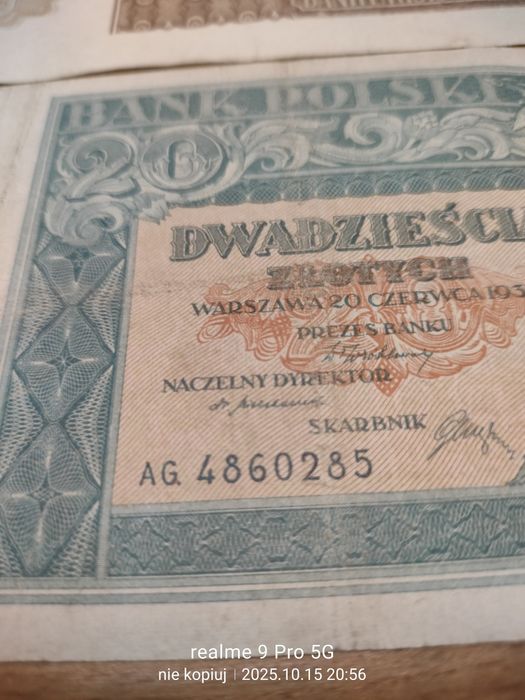 BANK POLSKI
20
DWADZIEŚCIA
ZŁOTYCH
WARSZAWA 20 CZERWCA 193
PREZES BANKU
NACZELNY DYREKTOR
SKARBNIK
AG. 4860285
realme 9 Pro 5G
nie kopiuj | 2025.10.15 20:56